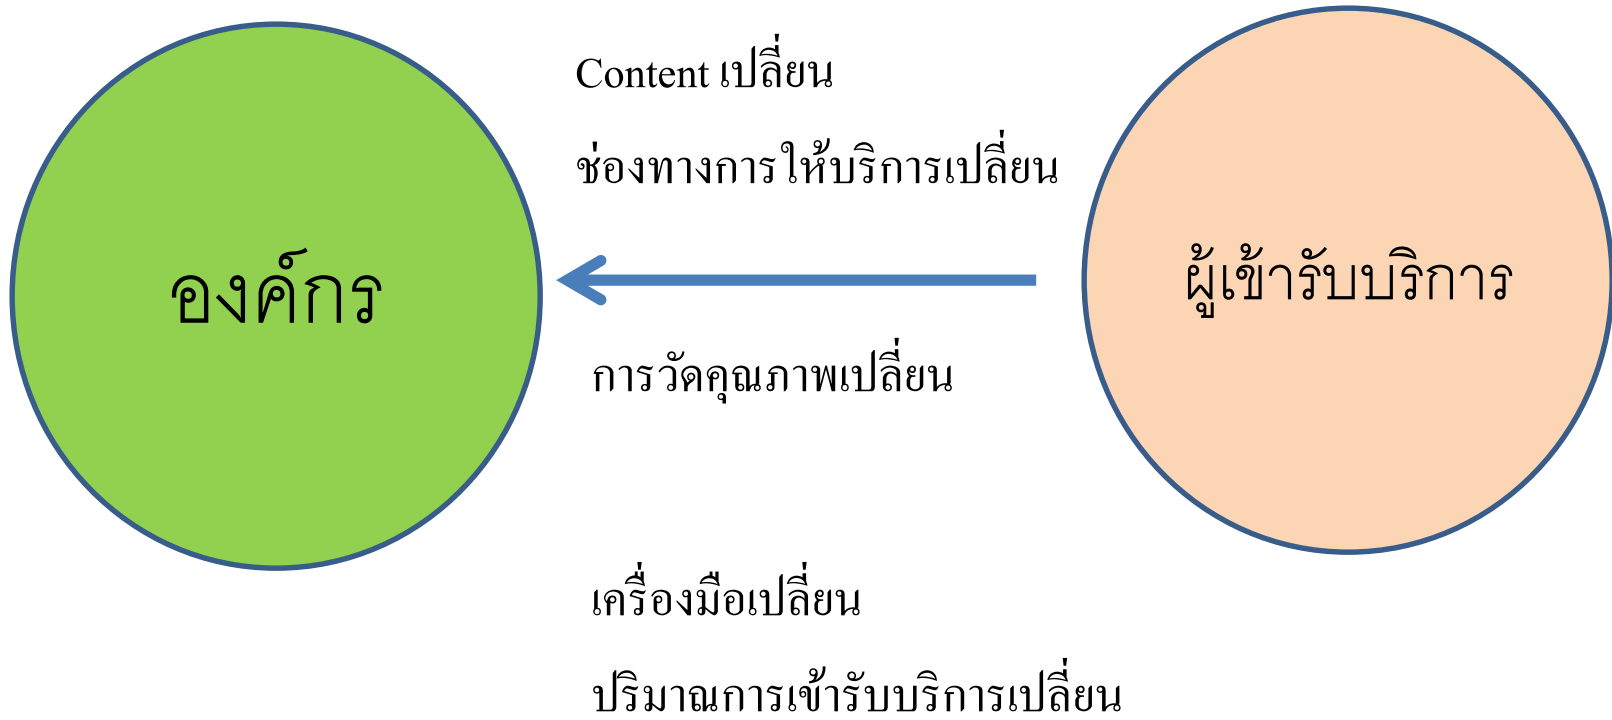 Content เปลี่ยน
ช่องทางการให้บริการเปลี่ยน
องค์กร
ผู้เข้ารับบริการ
การวัดคุณภาพเปลี่ยน
เครื่องมือเปลี่ยน
ปริมาณการเข้ารับบริการเปลี่ยน